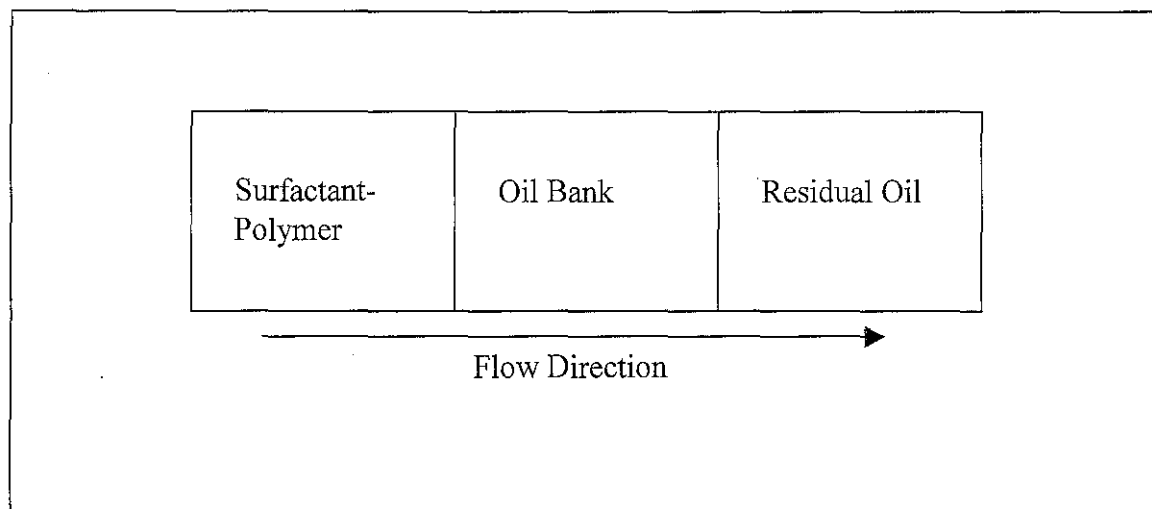 Surfactant-
Polymer
Oil Bank
Residual Oil
Flow Direction